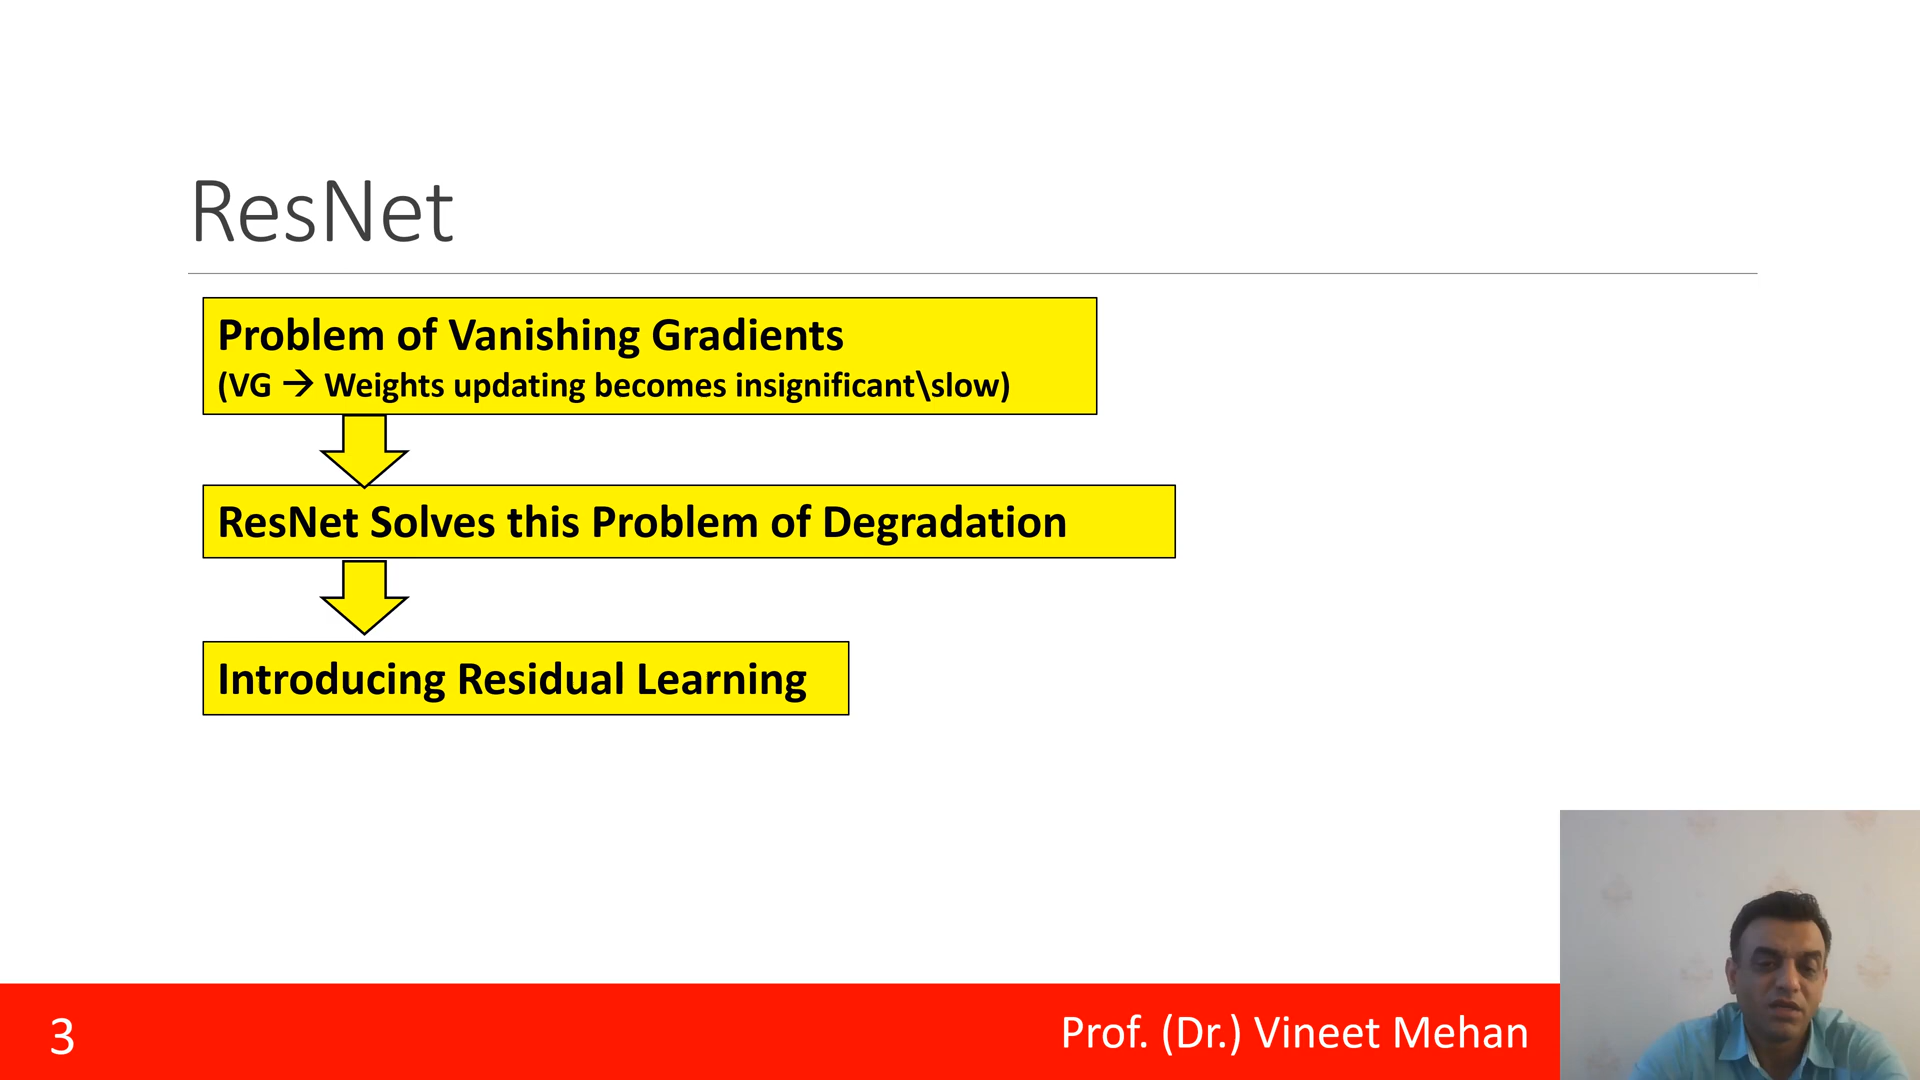 ResNet
Problem of Vanishing Gradients
(VG → Weights updating becomes insignificant\slow)
ResNet Solves this Problem of Degradation
Introducing Residual Learning
3
Prof. (Dr.) Vineet Mehan